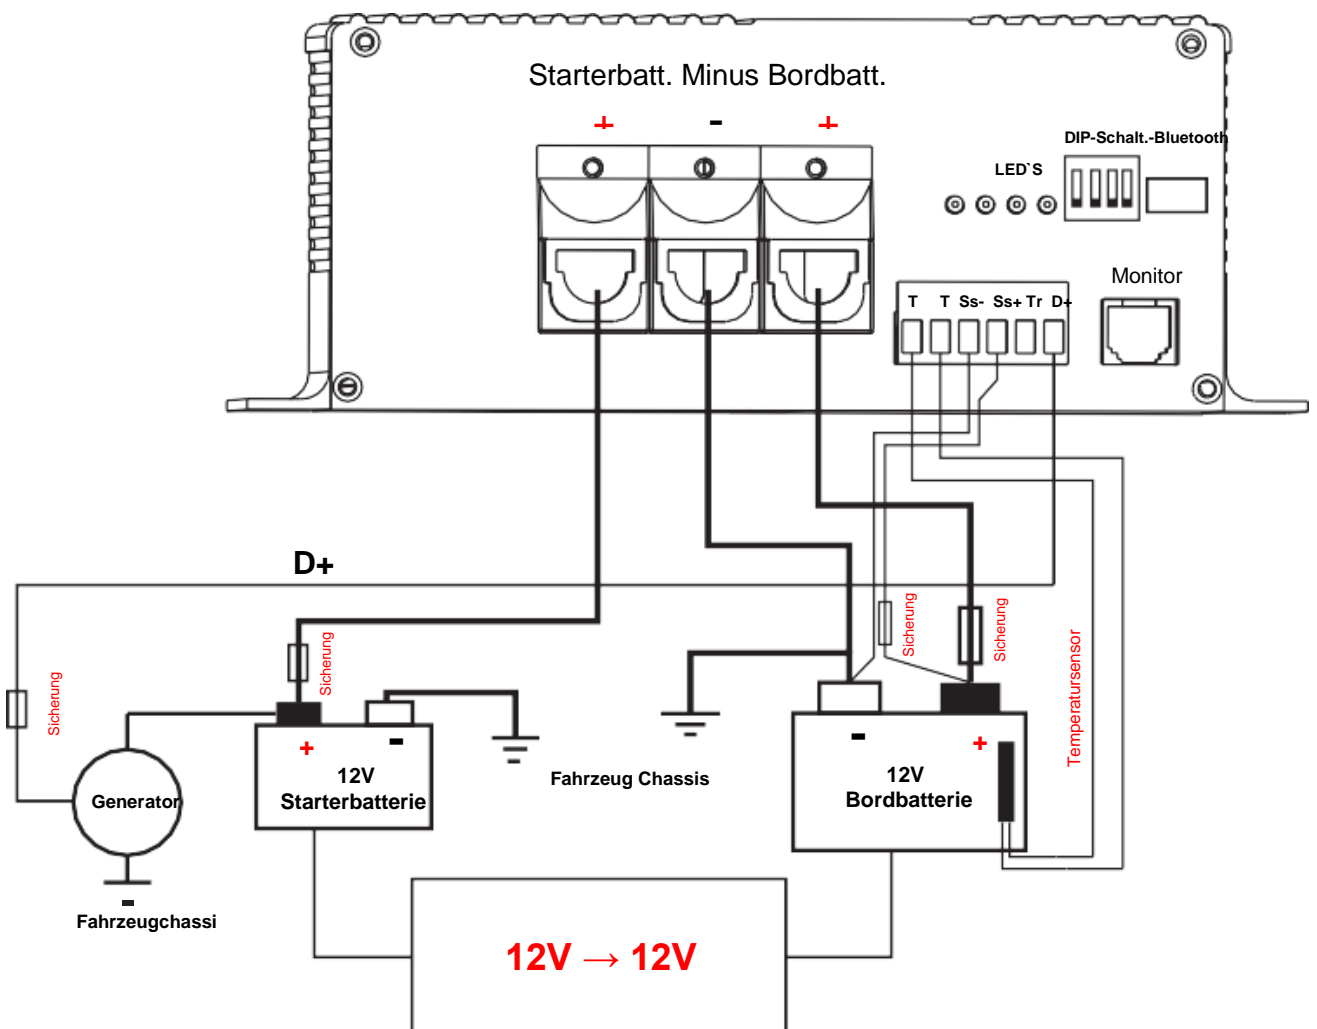 Starterbatt. Minus Bordbatt.
+ - +
DIP-Schalt.-Bluetooth
LED`S
Monitor
T T Ss- Ss+ Tr D+
D+
Sicherung
Sicherung
Sicherung
Sicherung
Temperatursensor
+ -
12V
Starterbatterie
- +
12V
Bordbatterie
Fahrzeug Chassis
Generator
-
Fahrzeugchassi
12V → 12V